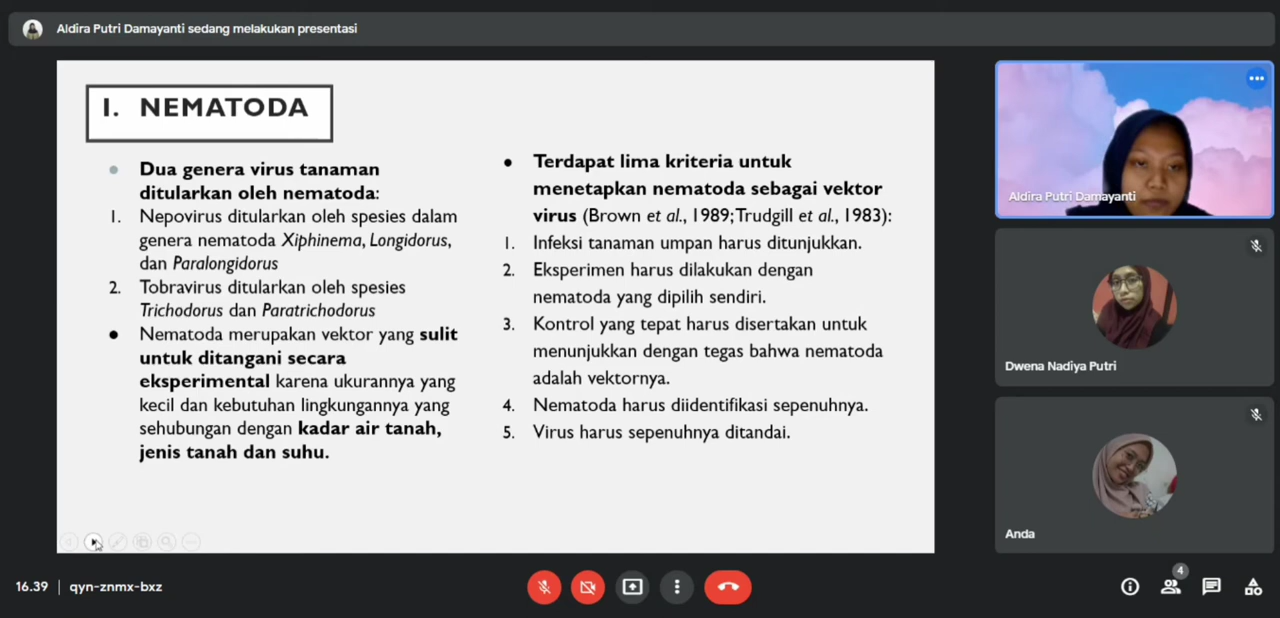 Aldira Putri Damayanti sedang melakukan presentasi
I. NEMATODA
Dua genera virus tanaman
ditularkan oleh nematoda:
1. Nepovirus ditularkan oleh spesies dalam
genera nematoda Xiphinema, Longidorus,
dan Paralongidorus
2. Tobravirus ditularkan oleh spesies
Trichodorus dan Paratrichodorus
Nematoda merupakan vektor yang sulit
untuk ditangani secara
eksperimental karena ukurannya yang
kecil dan kebutuhan lingkungannya yang
sehubungan dengan kadar air tanah,
jenis tanah dan suhu.
Terdapat lima kriteria untuk
menetapkan nematoda sebagai vektor
virus (Brown et al., 1989; Trudgill et al., 1983):
1. Infeksi tanaman umpan harus ditunjukkan.
2. Eksperimen harus dilakukan dengan
nematoda yang dipilih sendiri.
3. Kontrol yang tepat harus disertakan untuk
menunjukkan dengan tegas bahwa nematoda
adalah vektornya.
4. Nematoda harus diidentifikasi sepenuhnya.
5. Virus harus sepenuhnya ditandai.
Aldira Putri Damayanti
Dwena Nadiya Putri
Anda
16.39 | qyn-znmx-bxz
4